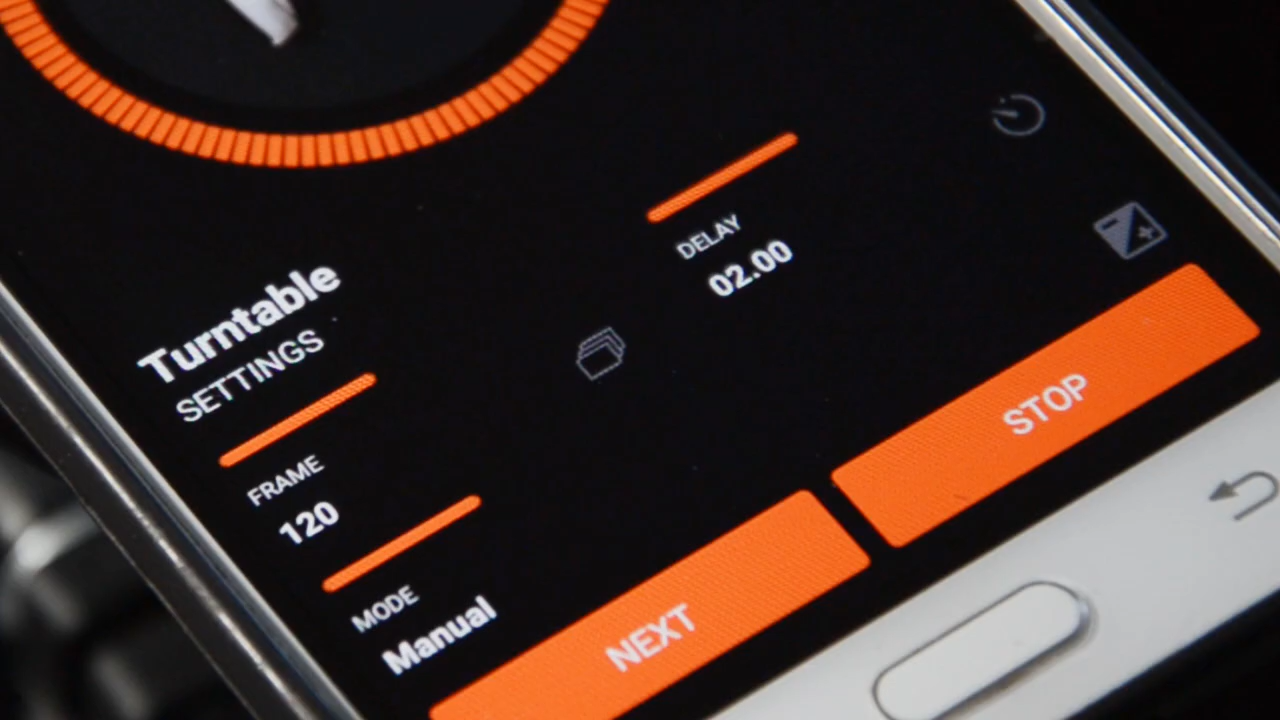 Turntable
SETTINGS
FRAME
120
DELAY
02.00
MODE
Manual
NEXT
STOP